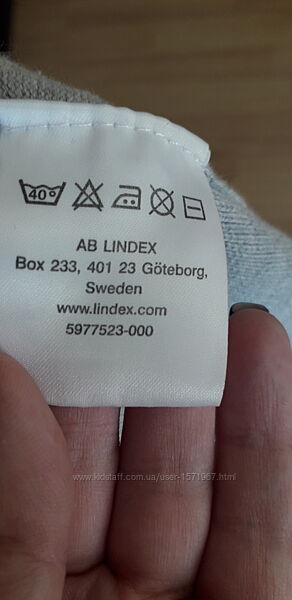 40°
AB LINDEX
Box 233, 401 23 Göteborg,
Sweden
www.lindex.com
5977523-000
www.kidstaff.com.ua/user-1571967.html